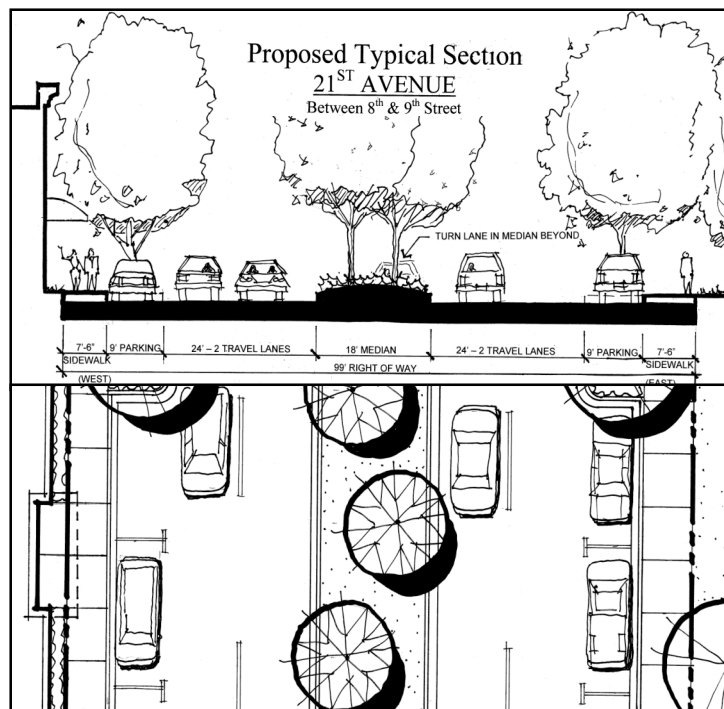 Proposed Typical Section
21ST AVENUE
Between 8th & 9th Street
TURN LANE IN MEDIAN BEYOND
7'-6" 9' PARKING 24' – 2 TRAVEL LANES 18' MEDIAN 24' – 2 TRAVEL LANES 9' PARKING 7'-6"
SIDEWALK SIDEWALK
99' RIGHT OF WAY
(WEST) (EAST)